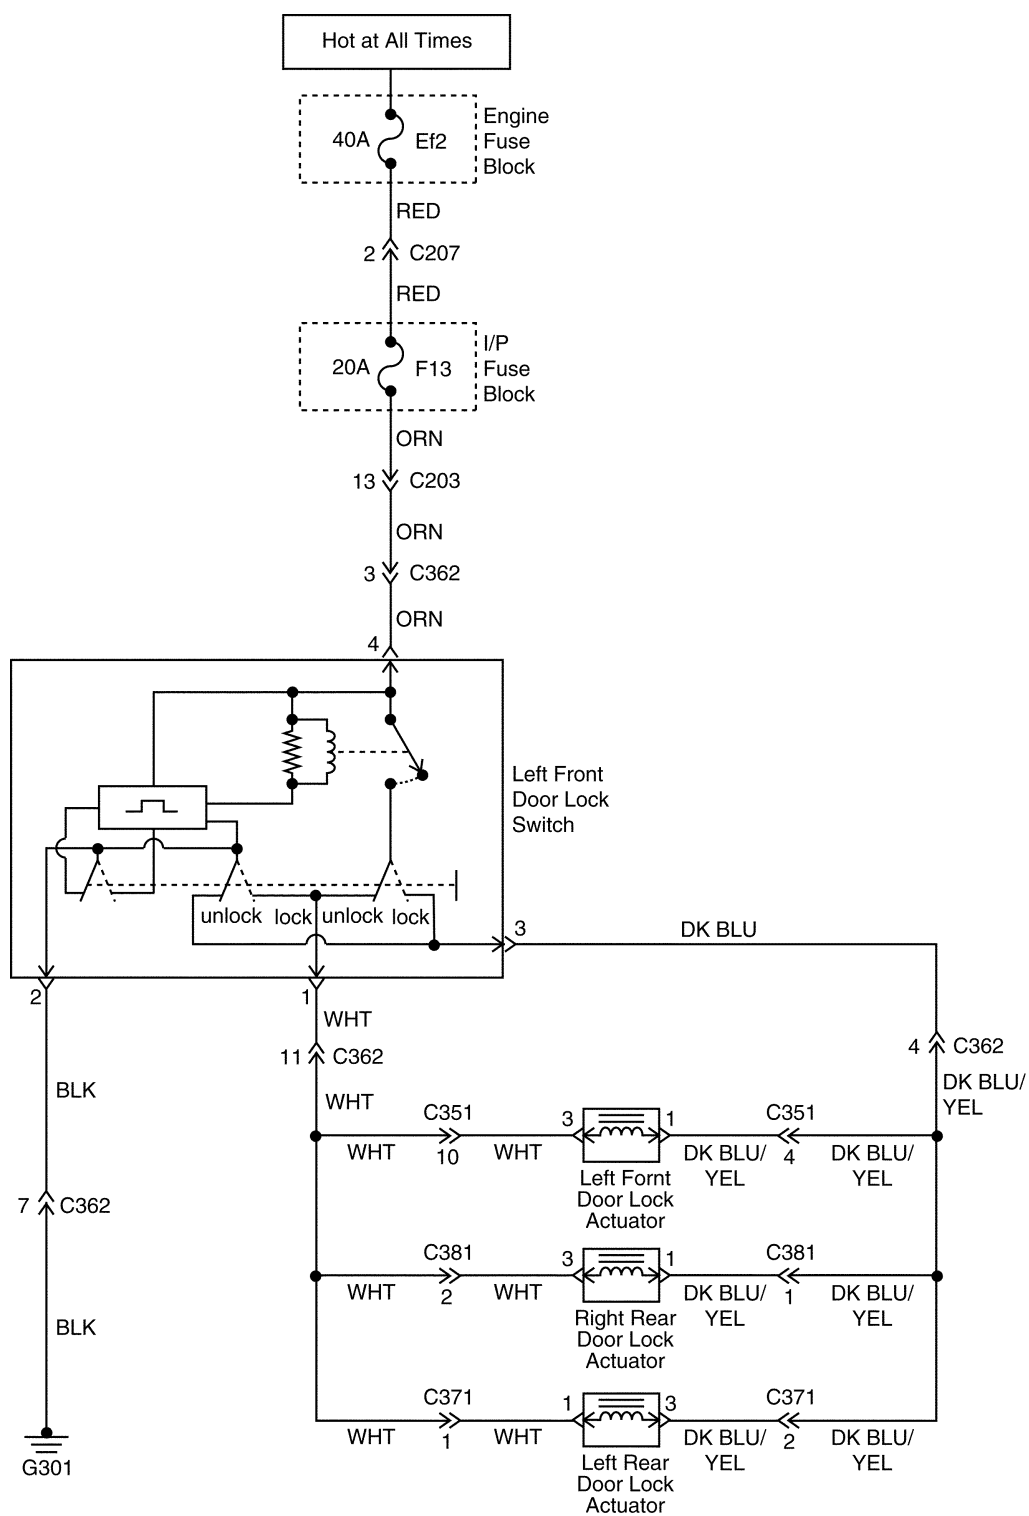 Hot at All Times
40A
Ef2
Engine
Fuse
Block
RED
2
C207
RED
20A
F13
I/P
Fuse
Block
ORN
13
C203
ORN
3
C362
ORN
4
Left Front
Door Lock
Switch
unlock
lock
unlock
lock
3
DK BLU
2
1
WHT
11
C362
4
C362
BLK
WHT
DK BLU/
YEL
C351
3
1
C351
WHT
10
WHT
DK BLU/
YEL
4
DK BLU/
YEL
Left Fornt
Door Lock
Actuator
7
C362
C381
3
1
C381
WHT
2
WHT
DK BLU/
YEL
1
DK BLU/
YEL
Right Rear
Door Lock
Actuator
BLK
C371
1
3
C371
WHT
1
WHT
DK BLU/
YEL
2
DK BLU/
YEL
Left Rear
Door Lock
Actuator
G301